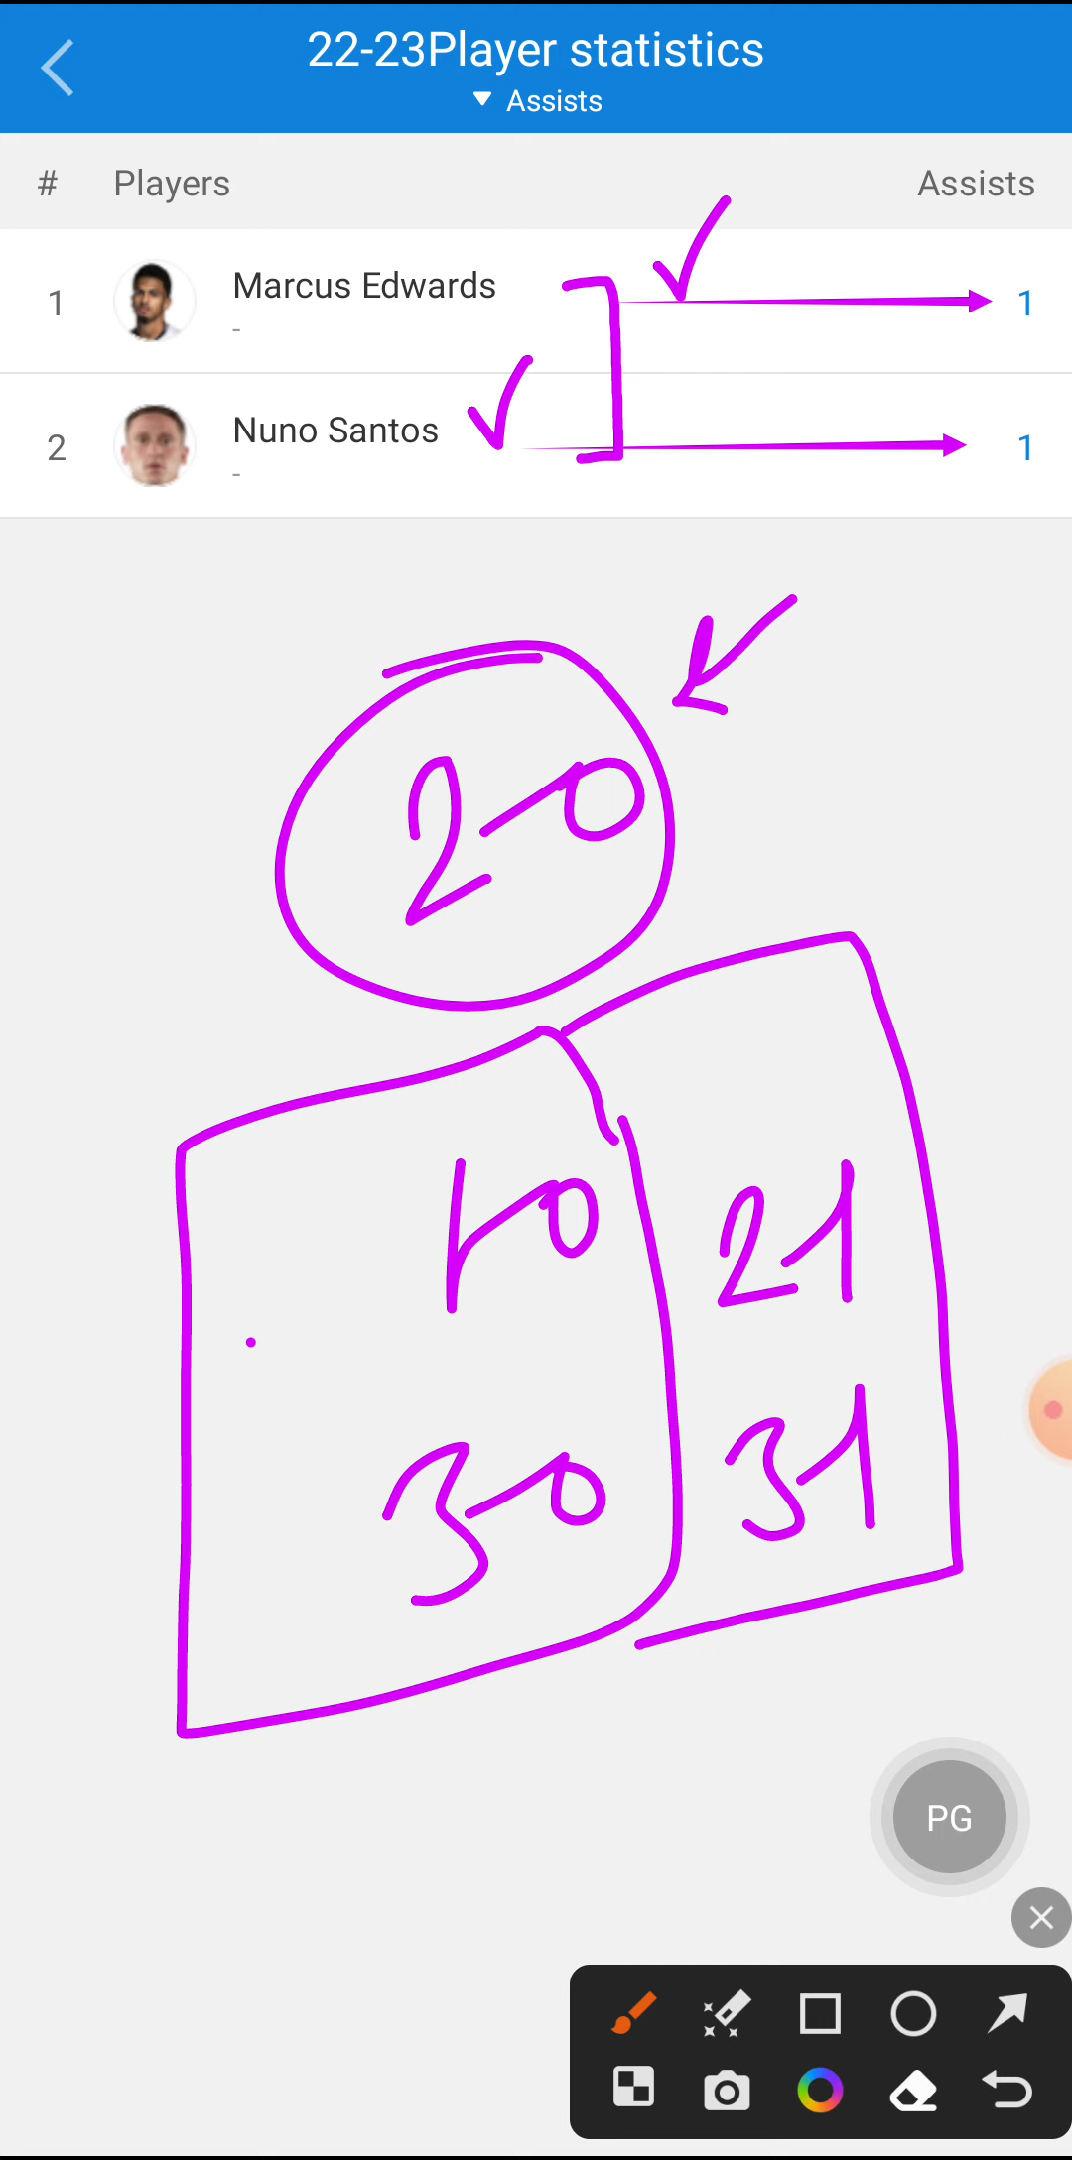 22-23Player statistics
Assists
# Players Assists
1 Marcus Edwards 1
-
2 Nuno Santos 1
-
2-0
1-0 2-1
3-0 3-1
PG